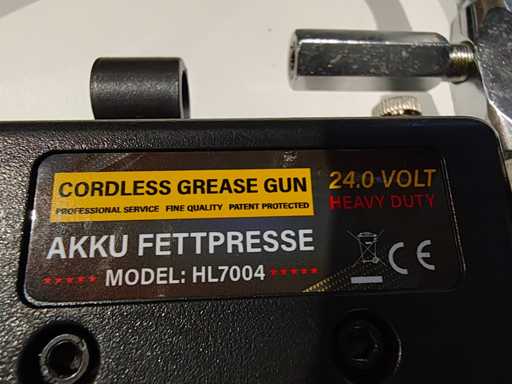 CORDLESS GREASE GUN
PROFESSIONAL SERVICE FINE QUALITY PATENT PROTECTED
24.0 VOLT
HEAVY DUTY
AKKU FETTPRESSE
MODEL: HL7004
CE